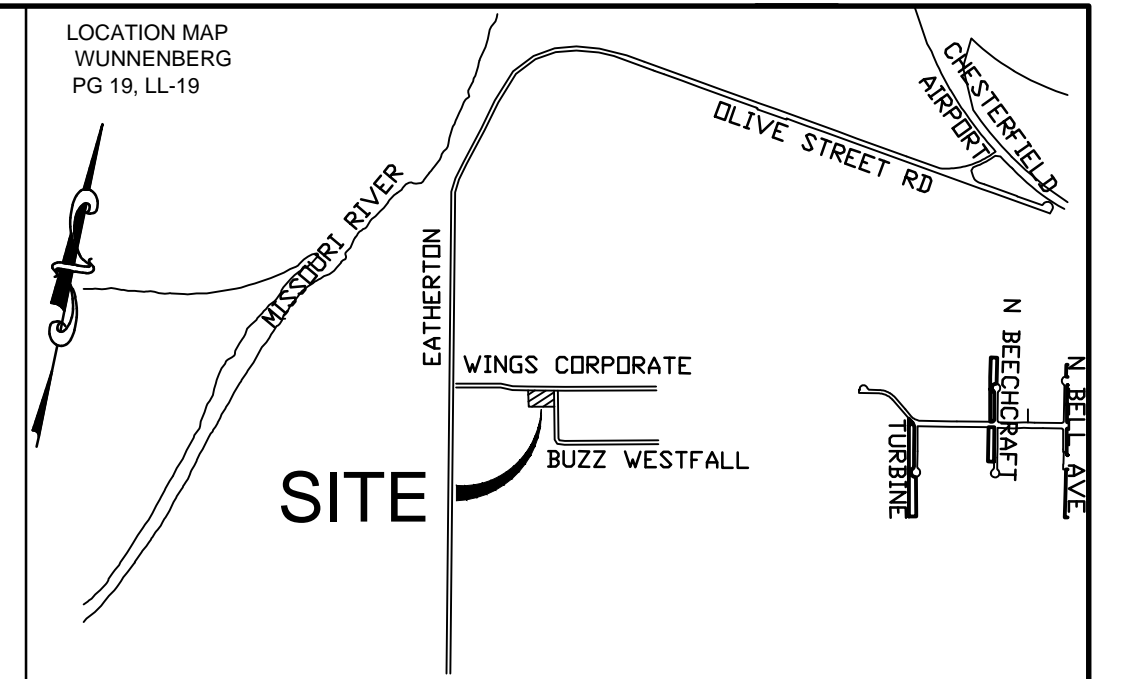 LOCATION MAP
WUNNENBERG
PG 19, LL-19
CHESTERFIELD
AIRPORT
OLIVE STREET RD
MISSOURI RIVER
EATHERTON
WINGS CORPORATE
N BEECHCRAFT
N BELL AVE
TURBINE
BUZZ WESTFALL
SITE